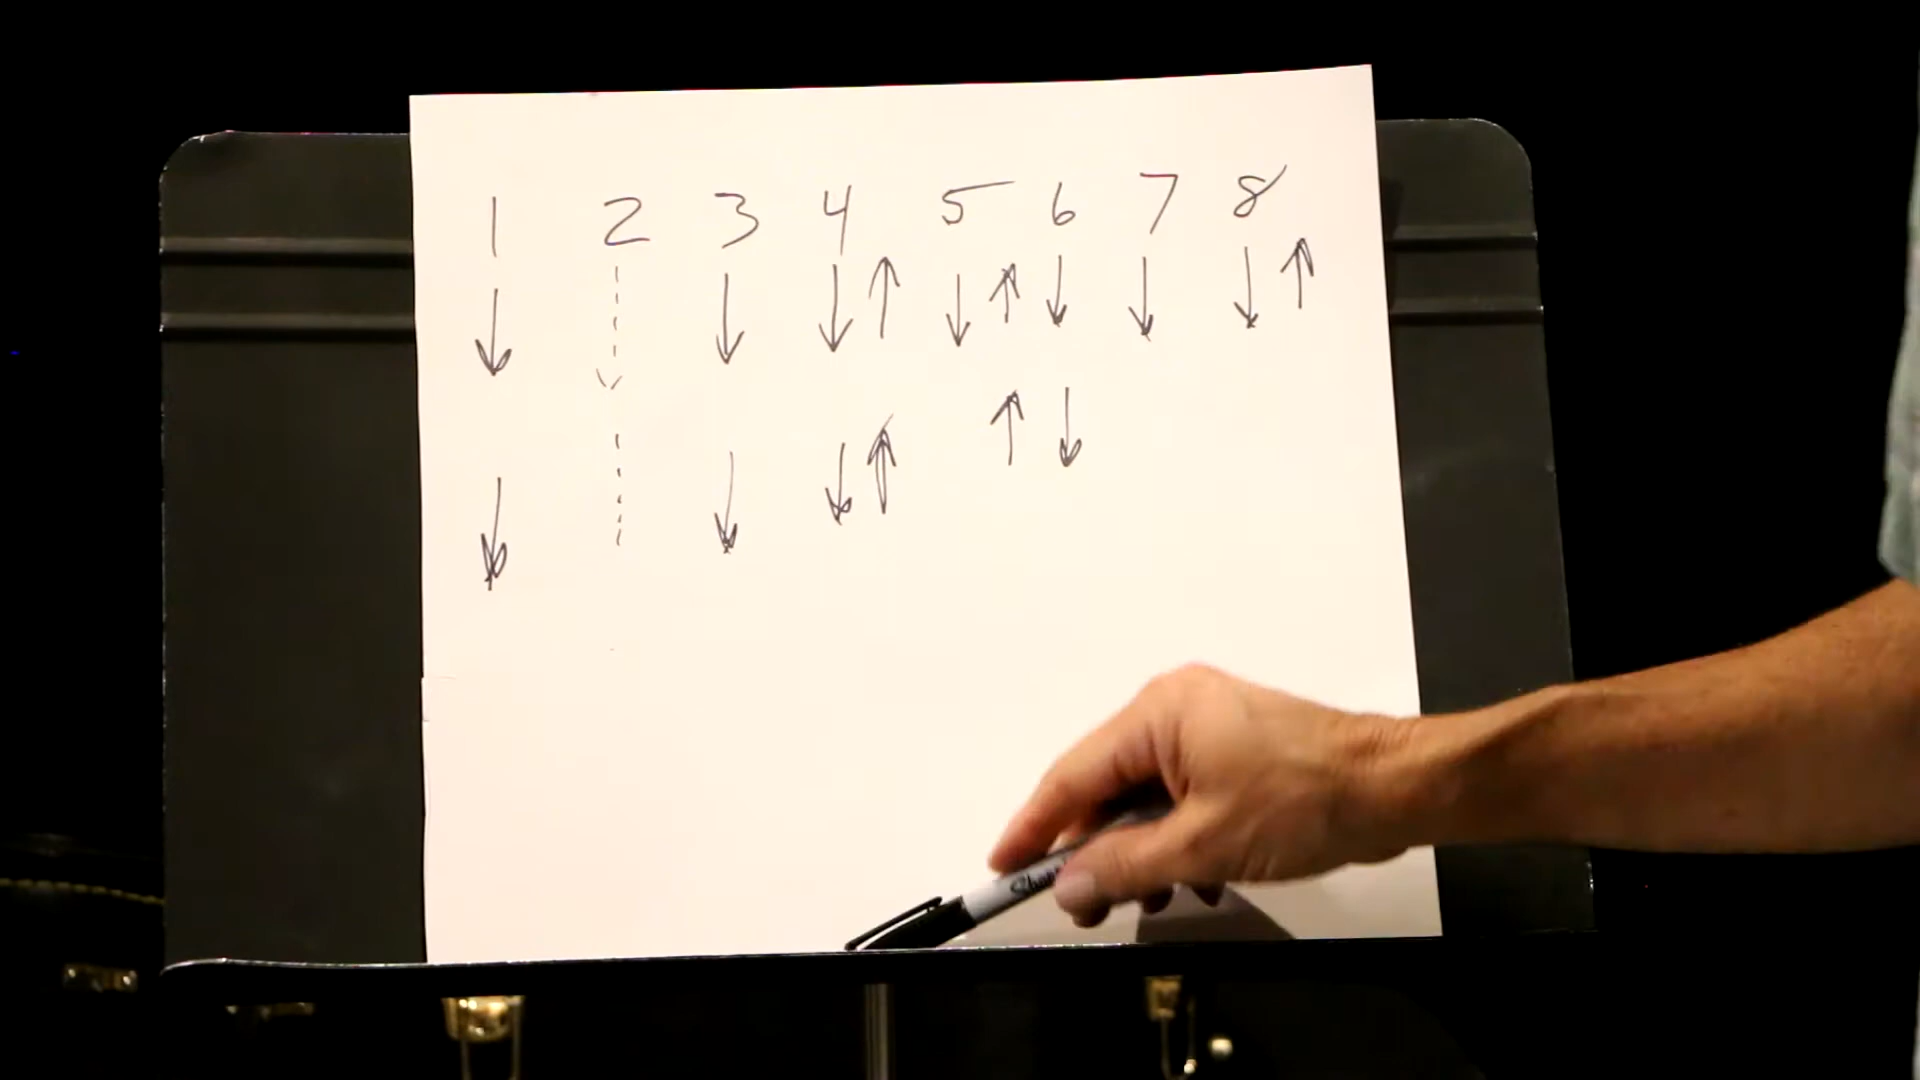 1 2 3 4 5 6 7 8
↓ ↓ ↓ ↓ ↑ ↓ ↑ ↓ ↓ ↓ ↑
↓ ↓ ↓ ↑ ↑ ↓